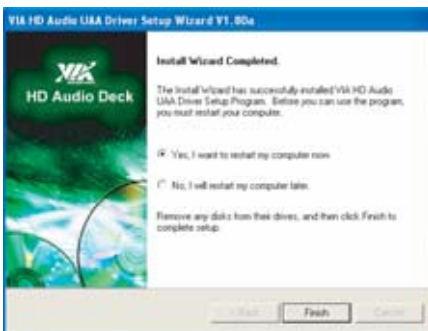 VIA HD Audio UAA Driver Setup Wizard V1.80a
VIA
HD Audio Deck
Install Wizard Completed.
The Install Wizard has successfully installed VIA HD Audio
UAA Driver Setup Program. Before you can use the program,
you must restart your computer.
Yes, I want to restart my computer now.
No, I will restart my computer later.
Remove any disks from their drives, and then click Finish to
complete setup.
< Back
Finish
Cancel